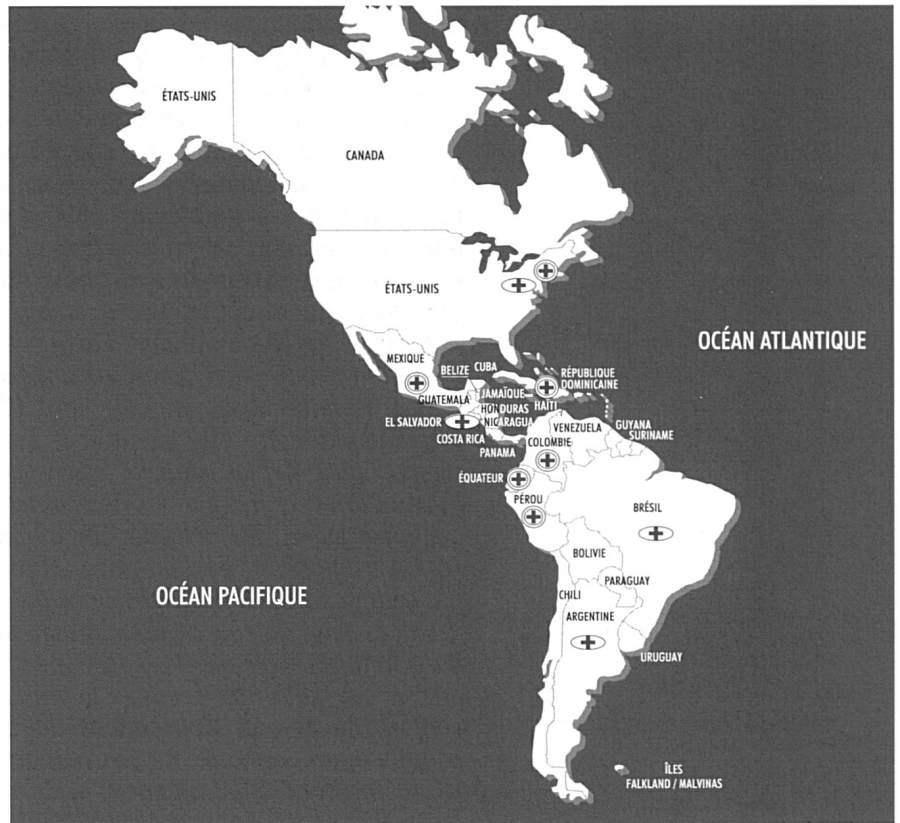 ÉTATS-UNIS
CANADA
ÉTATS-UNIS
OCÉAN ATLANTIQUE
MEXIQUE
BELIZE
CUBA
RÉPUBLIQUE
DOMINICAINE
JAMAÏQUE
GUATEMALA
HAÏTI
HONDURAS
EL SALVADOR
NICARAGUA
GUYANA
VENEZUELA
SURINAME
COSTA RICA
COLOMBIE
PANAMA
ÉQUATEUR
PÉROU
BRÉSIL
BOLIVIE
PARAGUAY
OCÉAN PACIFIQUE
CHILI
ARGENTINE
URUGUAY
ÎLES
FALKLAND / MALVINAS